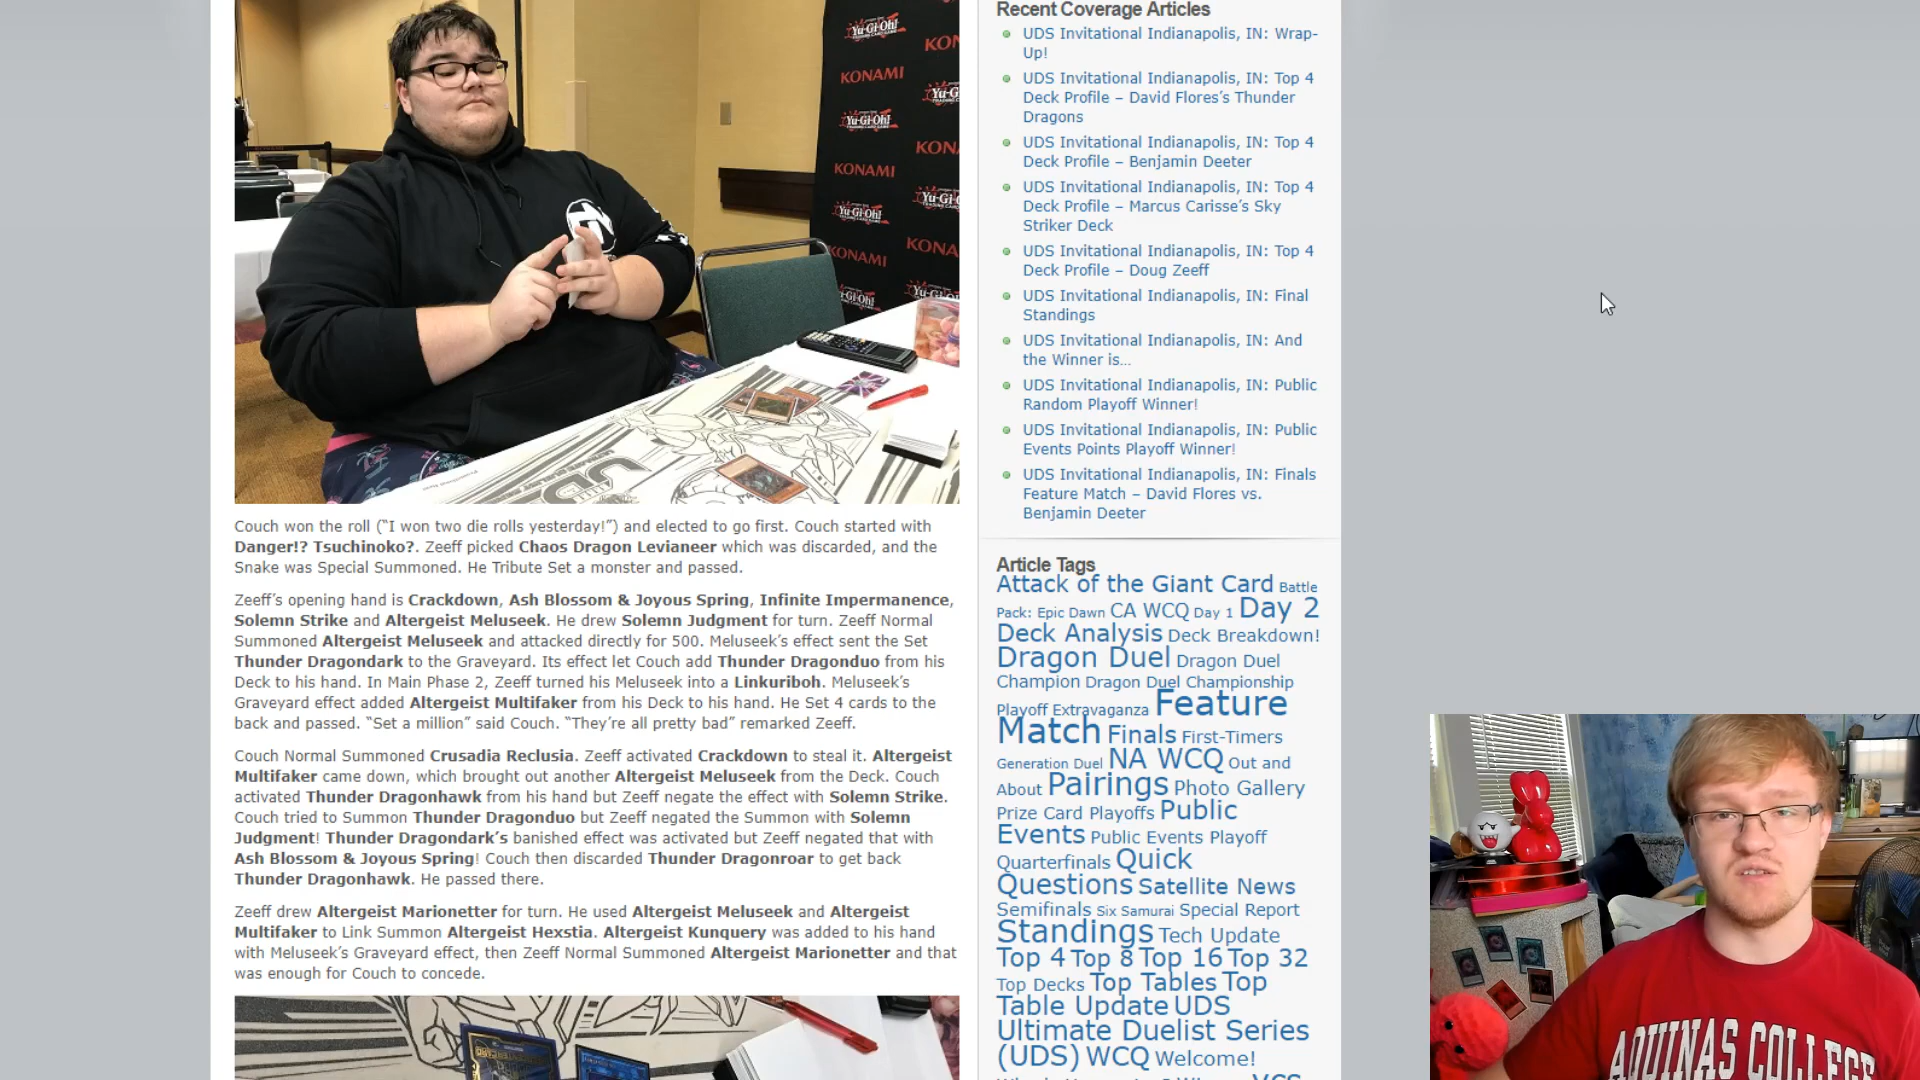 Yu-Gi-Oh!
KONAMI
Yu-Gi-Oh!
KONAMI
Yu-Gi-Oh!
KONAMI
Couch won the roll (“I won two die rolls yesterday!”) and elected to go first. Couch started with
Danger!? Tsuchinoko?. Zeeff picked Chaos Dragon Levianeer which was discarded, and the
Snake was Special Summoned. He Tribute Set a monster and passed.
Zeeff’s opening hand is Crackdown, Ash Blossom & Joyous Spring, Infinite Impermanence,
Solemn Strike and Altergeist Meluseek. He drew Solemn Judgment for turn. Zeeff Normal
Summoned Altergeist Meluseek and attacked directly for 500. Meluseek’s effect sent the Set
Thunder Dragondark to the Graveyard. Its effect let Couch add Thunder Dragonduo from his
Deck to his hand. In Main Phase 2, Zeeff turned his Meluseek into a Linkuriboh. Meluseek’s
Graveyard effect added Altergeist Multifaker from his Deck to his hand. He Set 4 cards to the
back and passed. “Set a million” said Couch. “They’re all pretty bad” remarked Zeeff.
Couch Normal Summoned Crusadia Reclusia. Zeeff activated Crackdown to steal it. Altergeist
Multifaker came down, which brought out another Altergeist Meluseek from the Deck. Couch
activated Thunder Dragonhawk from his hand but Zeeff negate the effect with Solemn Strike.
Couch tried to Summon Thunder Dragonduo but Zeeff negated the Summon with Solemn
Judgment! Thunder Dragondark’s banished effect was activated but Zeeff negated that with
Ash Blossom & Joyous Spring! Couch then discarded Thunder Dragonroar to get back
Thunder Dragonhawk. He passed there.
Zeeff drew Altergeist Marionetter for turn. He used Altergeist Meluseek and Altergeist
Multifaker to Link Summon Altergeist Hexstia. Altergeist Kunquery was added to his hand
with Meluseek’s Graveyard effect, then Zeeff Normal Summoned Altergeist Marionetter and that
was enough for Couch to concede.
Recent Coverage Articles
UDS Invitational Indianapolis, IN: Wrap-
Up!
UDS Invitational Indianapolis, IN: Top 4
Deck Profile – David Flores’s Thunder
Dragons
UDS Invitational Indianapolis, IN: Top 4
Deck Profile – Benjamin Deeter
UDS Invitational Indianapolis, IN: Top 4
Deck Profile – Marcus Carisse’s Sky
Striker Deck
UDS Invitational Indianapolis, IN: Top 4
Deck Profile – Doug Zeeff
UDS Invitational Indianapolis, IN: Final
Standings
UDS Invitational Indianapolis, IN: And
the Winner is…
UDS Invitational Indianapolis, IN: Public
Random Playoff Winner!
UDS Invitational Indianapolis, IN: Public
Events Points Playoff Winner!
UDS Invitational Indianapolis, IN: Finals
Feature Match – David Flores vs.
Benjamin Deeter
Article Tags
Attack of the Giant Card Battle
Pack: Epic Dawn CA WCQ Day 1 Day 2
Deck Analysis Deck Breakdown!
Dragon Duel Dragon Duel
Champion Dragon Duel Championship
Playoff Extravaganza Feature
Match Finals First-Timers
Generation Duel NA WCQ Out and
About Pairings Photo Gallery
Prize Card Playoffs Public
Events Public Events Playoff
Quarterfinals Quick
Questions Satellite News
Semifinals Six Samurai Special Report
Standings Tech Update
Top 4 Top 8 Top 16 Top 32
Top Decks Top Tables Top
Table Update UDS
Ultimate Duelist Series
(UDS) WCQ Welcome!
AQUINAS COLLEGE